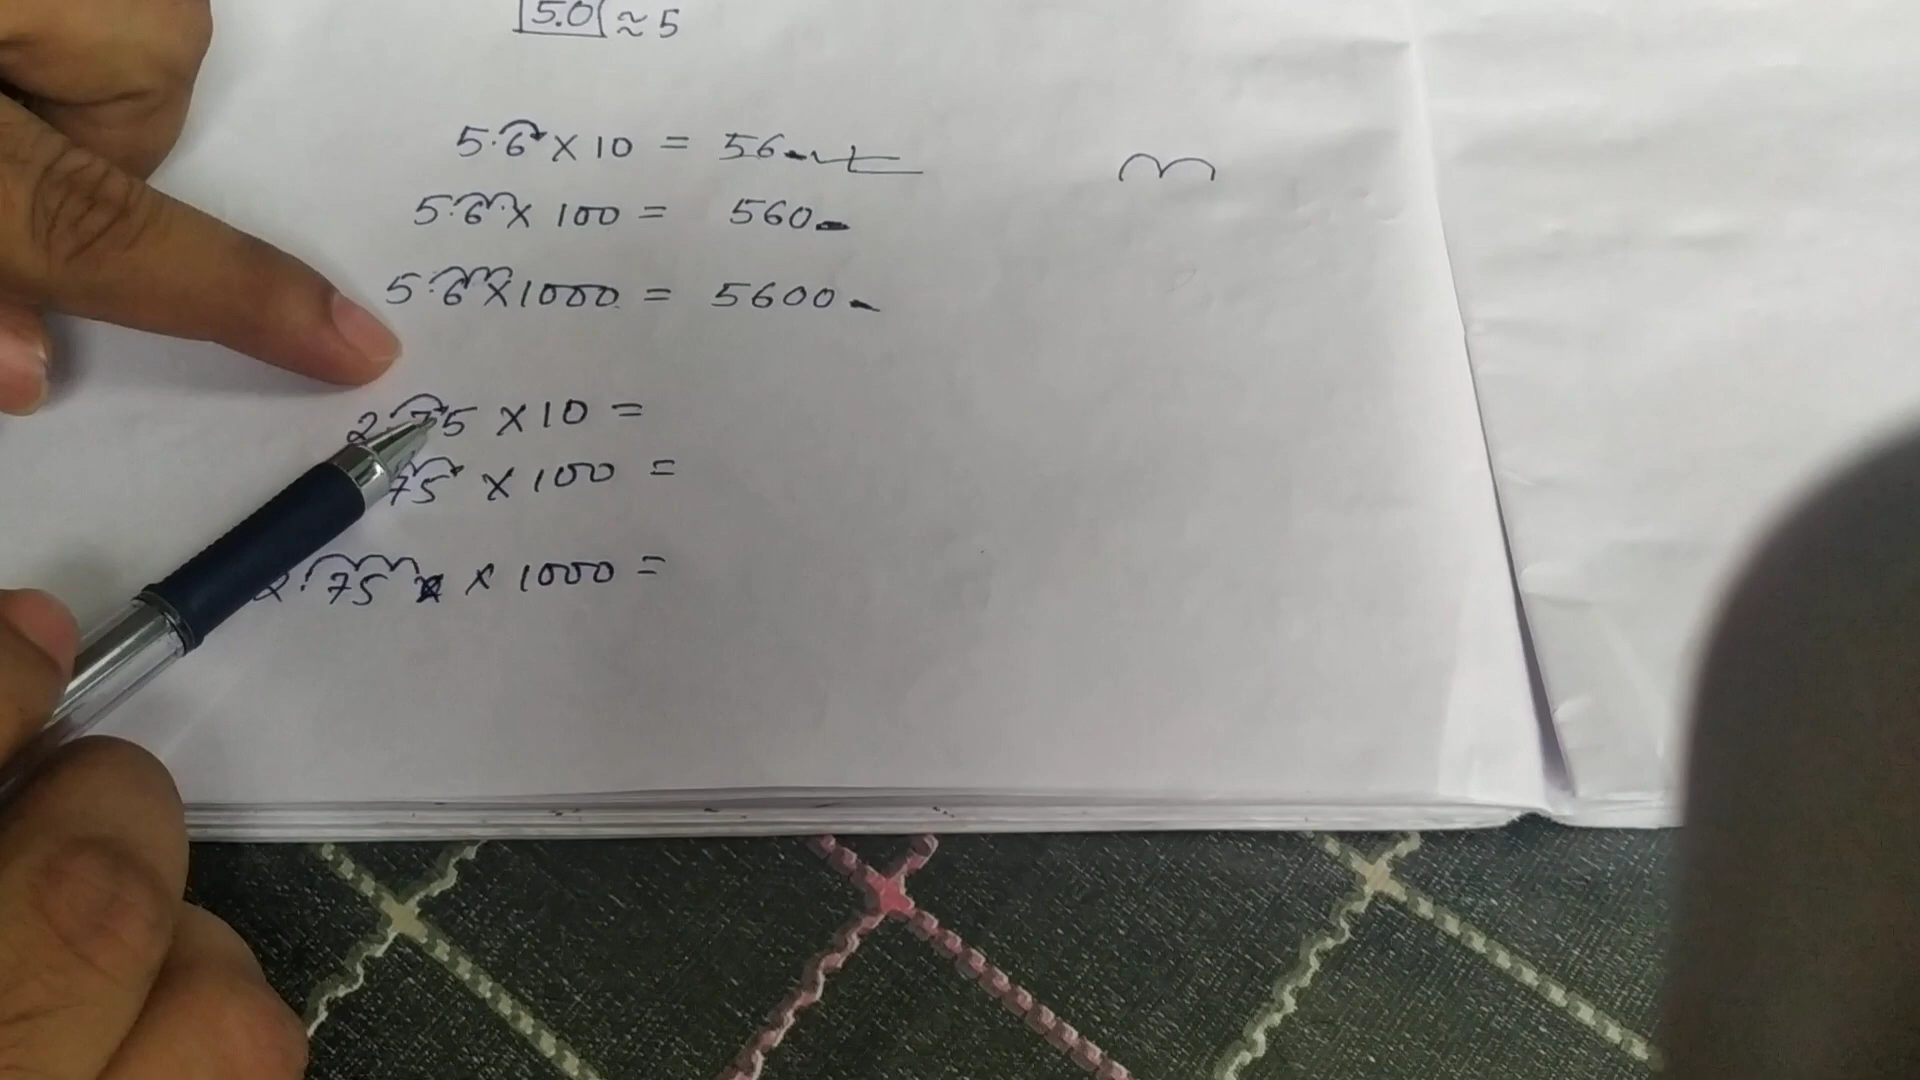 5.0 ≈ 5
5.6 × 10 = 56
5.6 × 100 = 560
5.6 × 1000 = 5600
2.75 × 10 =
75 × 100 =
2.75 × 1000 =